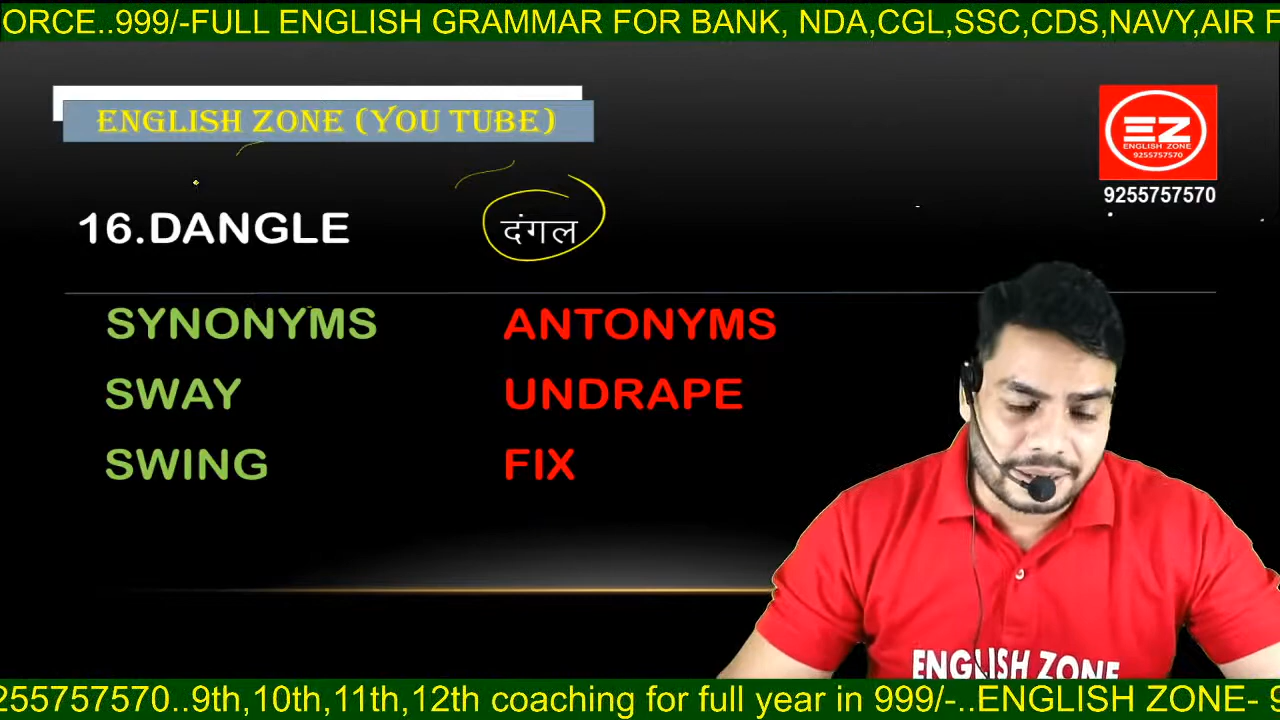 ORCE..999/-FULL ENGLISH GRAMMAR FOR BANK, NDA,CGL,SSC,CDS,NAVY,AIR F
ENGLISH ZONE (YOU TUBE)
EZ
ENGLISH ZONE
9255757570
9255757570
16.DANGLE दंगल
SYNONYMS ANTONYMS
SWAY UNDRAPE
SWING FIX
ENGLISH ZONE
255757570..9th,10th,11th,12th coaching for full year in 999/-..ENGLISH ZONE- 9